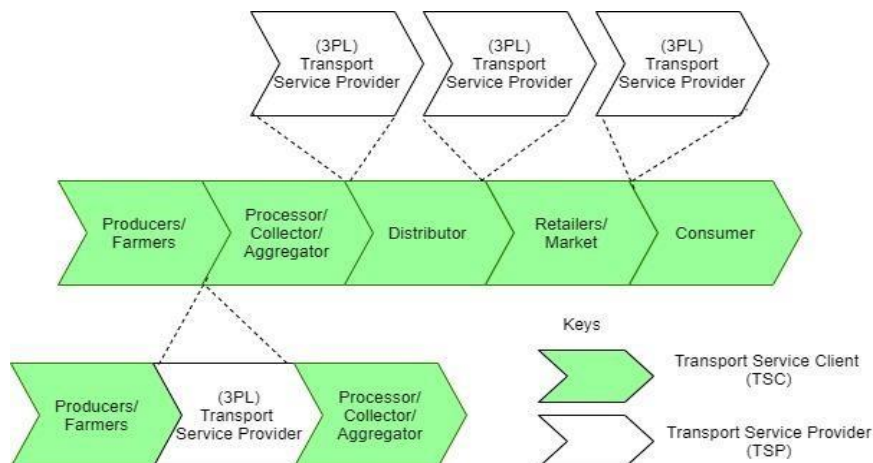 (3PL)
Transport
Service Provider
(3PL)
Transport
Service Provider
(3PL)
Transport
Service Provider
Producers/
Farmers
Processor/
Collector/
Aggregator
Distributor
Retailers/
Market
Consumer
Keys
Transport Service Client
(TSC)
Producers/
Farmers
(3PL)
Transport
Service Provider
Processor/
Collector/
Aggregator
Transport Service Provider
(TSP)